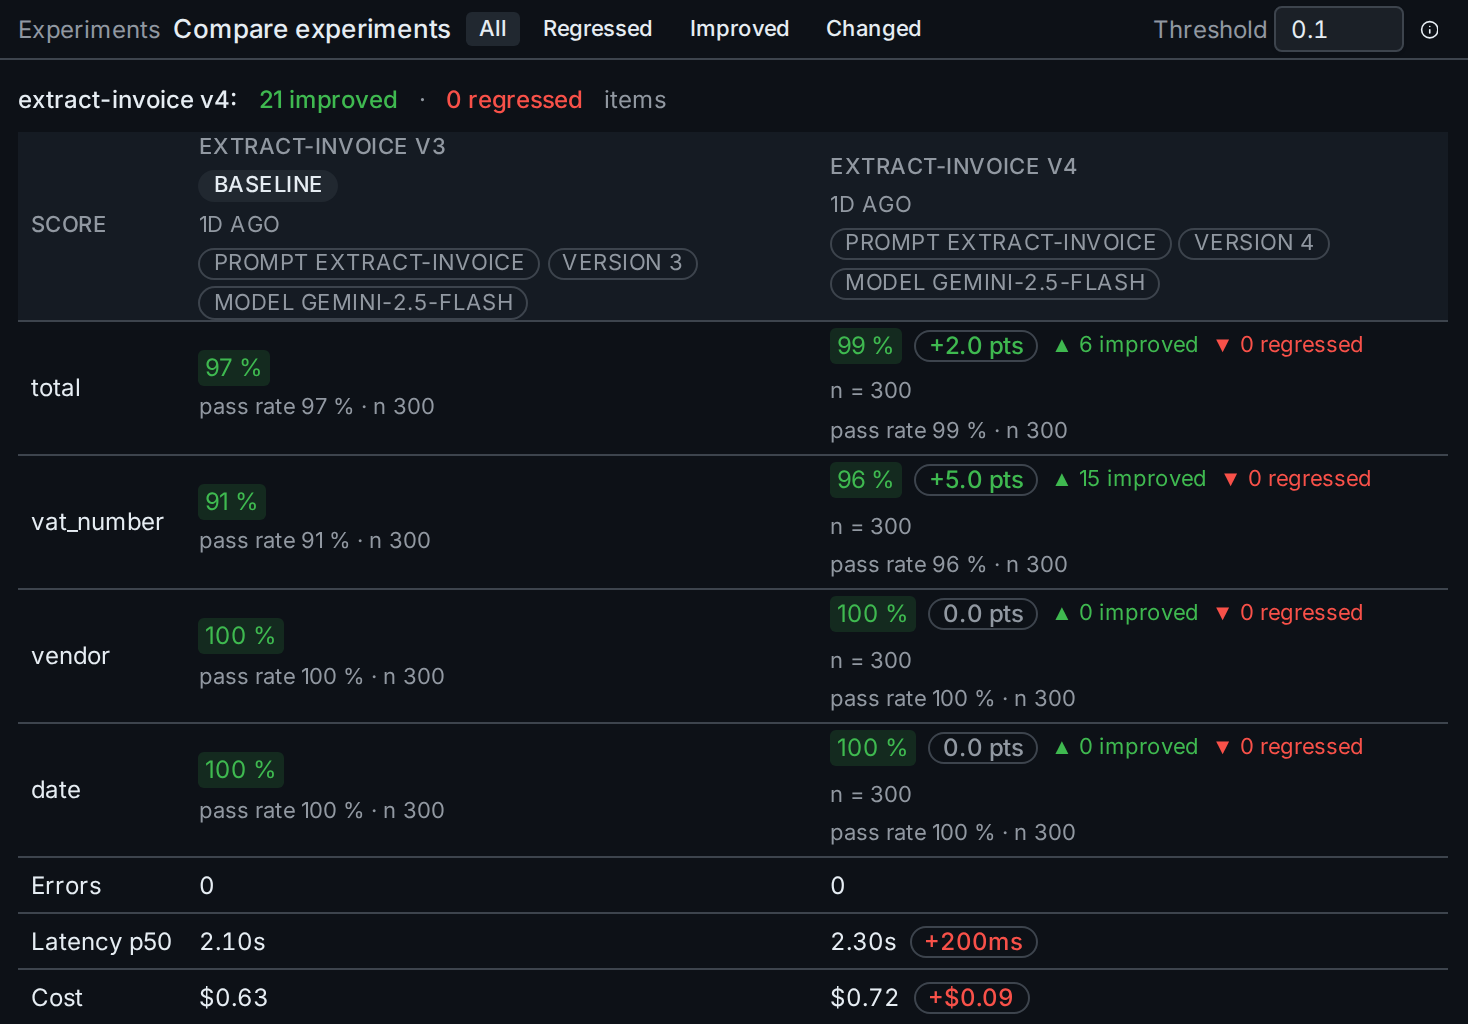 Experiments Compare experiments All Regressed Improved Changed Threshold 0.1
extract-invoice v4: 21 improved · 0 regressed items
SCORE
EXTRACT-INVOICE V3
BASELINE
1D AGO
PROMPT EXTRACT-INVOICE VERSION 3
MODEL GEMINI-2.5-FLASH
EXTRACT-INVOICE V4
1D AGO
PROMPT EXTRACT-INVOICE VERSION 4
MODEL GEMINI-2.5-FLASH
total
97 %
pass rate 97 % · n 300
99 % +2.0 pts ▲ 6 improved ▼ 0 regressed
n = 300
pass rate 99 % · n 300
vat_number
91 %
pass rate 91 % · n 300
96 % +5.0 pts ▲ 15 improved ▼ 0 regressed
n = 300
pass rate 96 % · n 300
vendor
100 %
pass rate 100 % · n 300
100 % 0.0 pts ▲ 0 improved ▼ 0 regressed
n = 300
pass rate 100 % · n 300
date
100 %
pass rate 100 % · n 300
100 % 0.0 pts ▲ 0 improved ▼ 0 regressed
n = 300
pass rate 100 % · n 300
Errors 0 0
Latency p50 2.10s 2.30s +200ms
Cost $0.63 $0.72 +$0.09